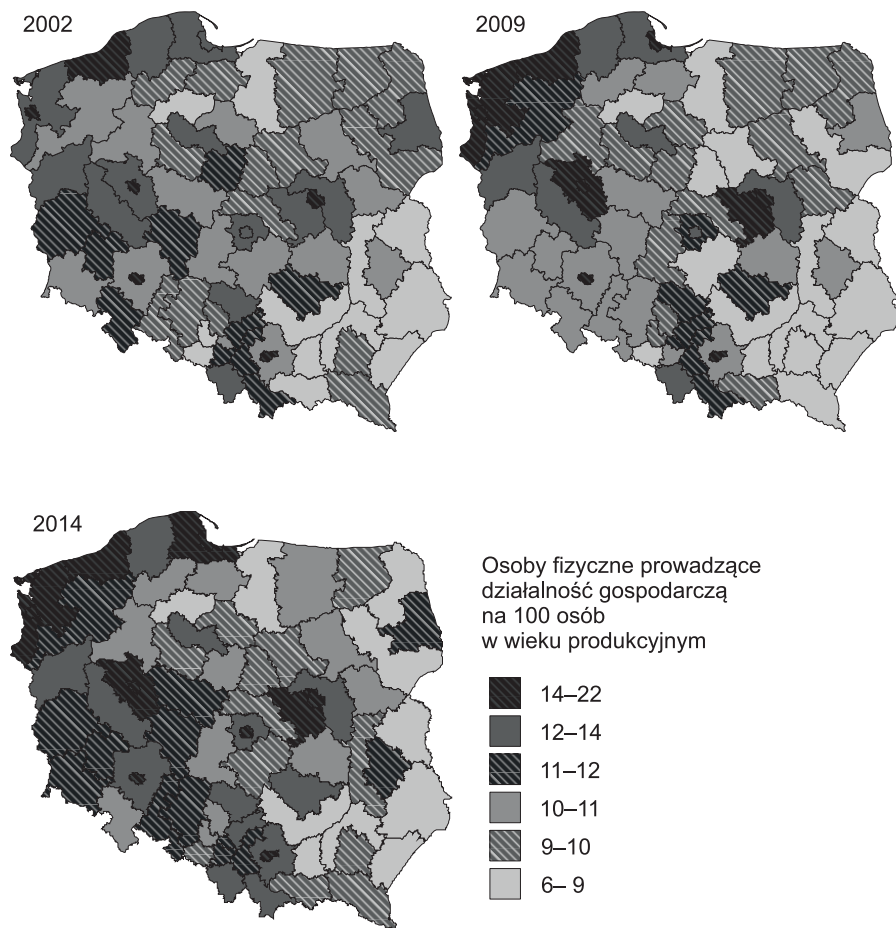 2002
2009
2014
Osoby fizyczne prowadzące
działalność gospodarczą
na 100 osób
w wieku produkcyjnym
14–22
12–14
11–12
10–11
9–10
6– 9